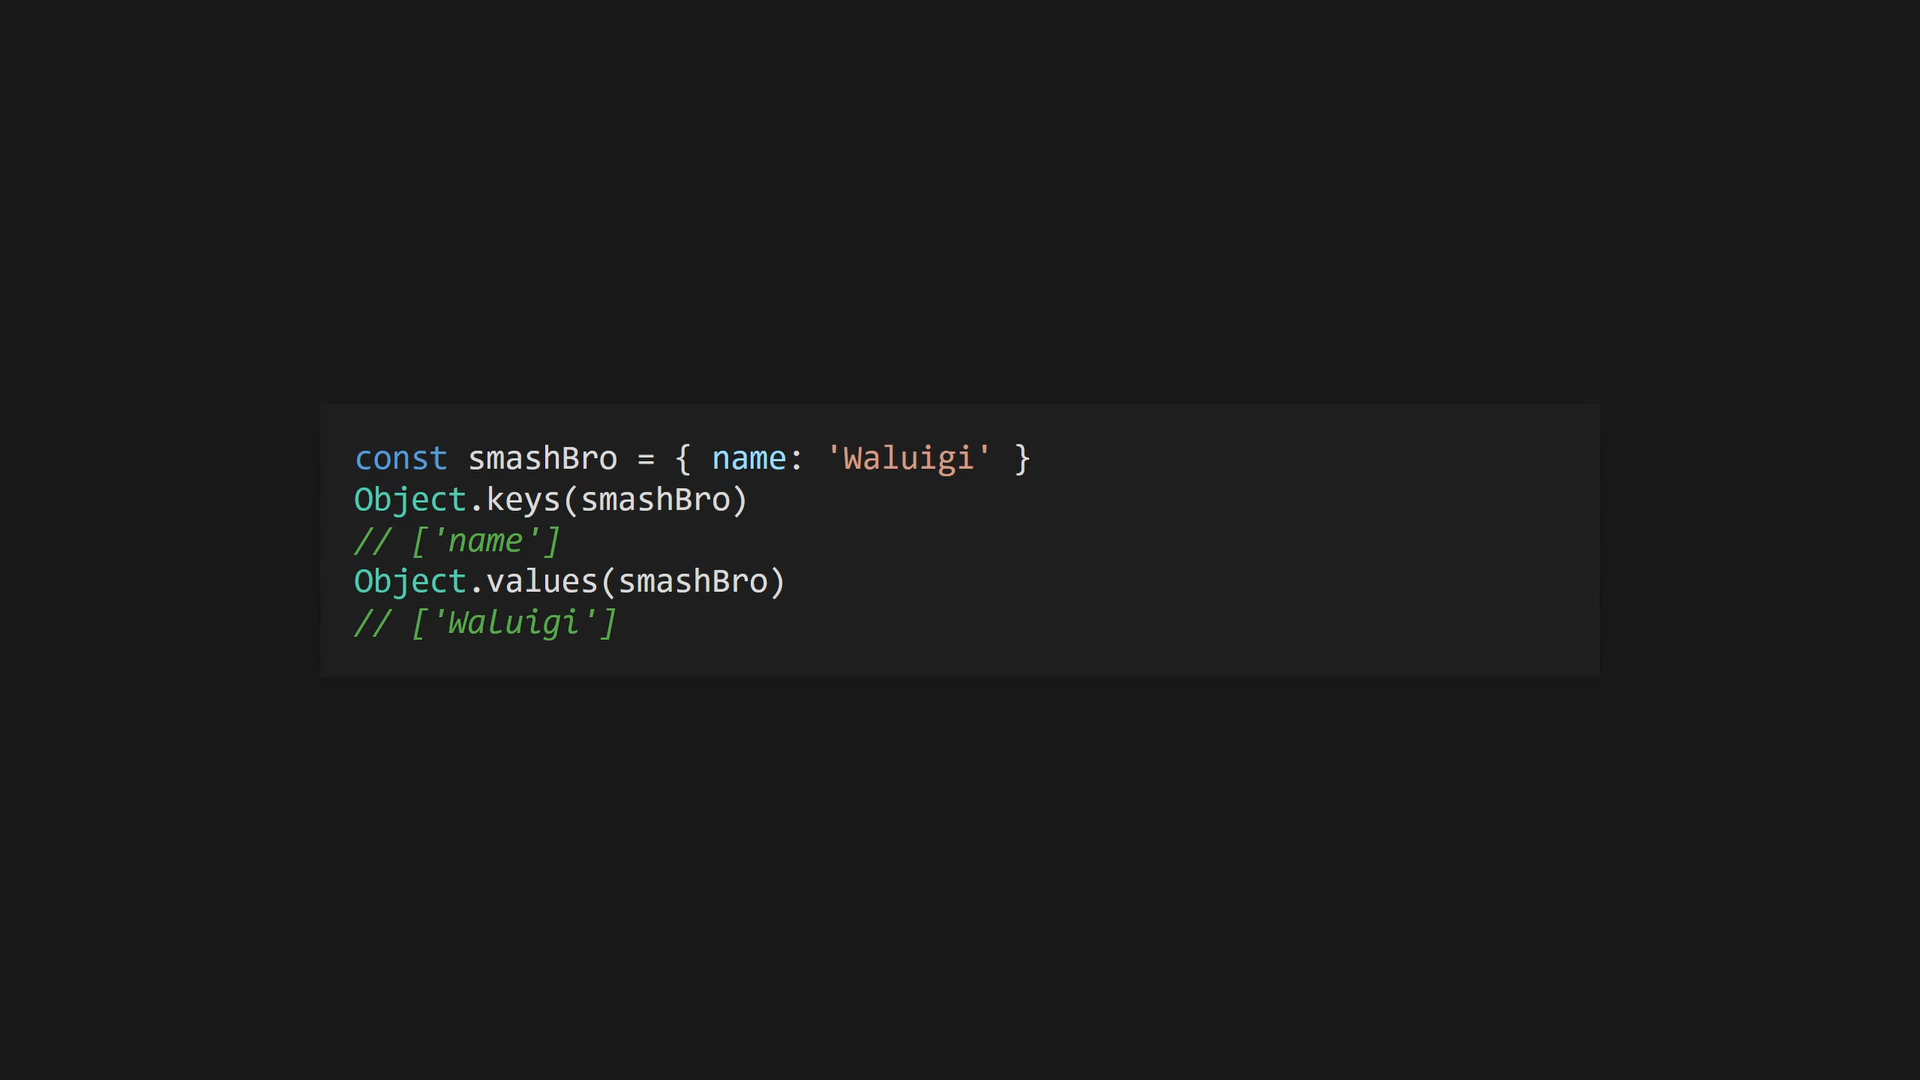 const smashBro = { name: 'Waluigi' }
Object.keys(smashBro)
// ['name']
Object.values(smashBro)
// ['Waluigi']